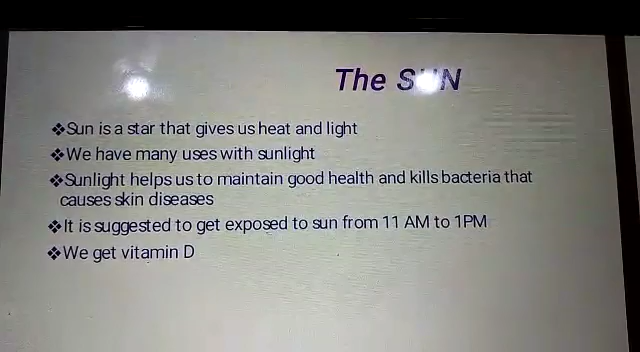 The SUN
❖Sun is a star that gives us heat and light
❖We have many uses with sunlight
❖Sunlight helps us to maintain good health and kills bacteria that
causes skin diseases
❖It is suggested to get exposed to sun from 11 AM to 1PM
❖We get vitamin D